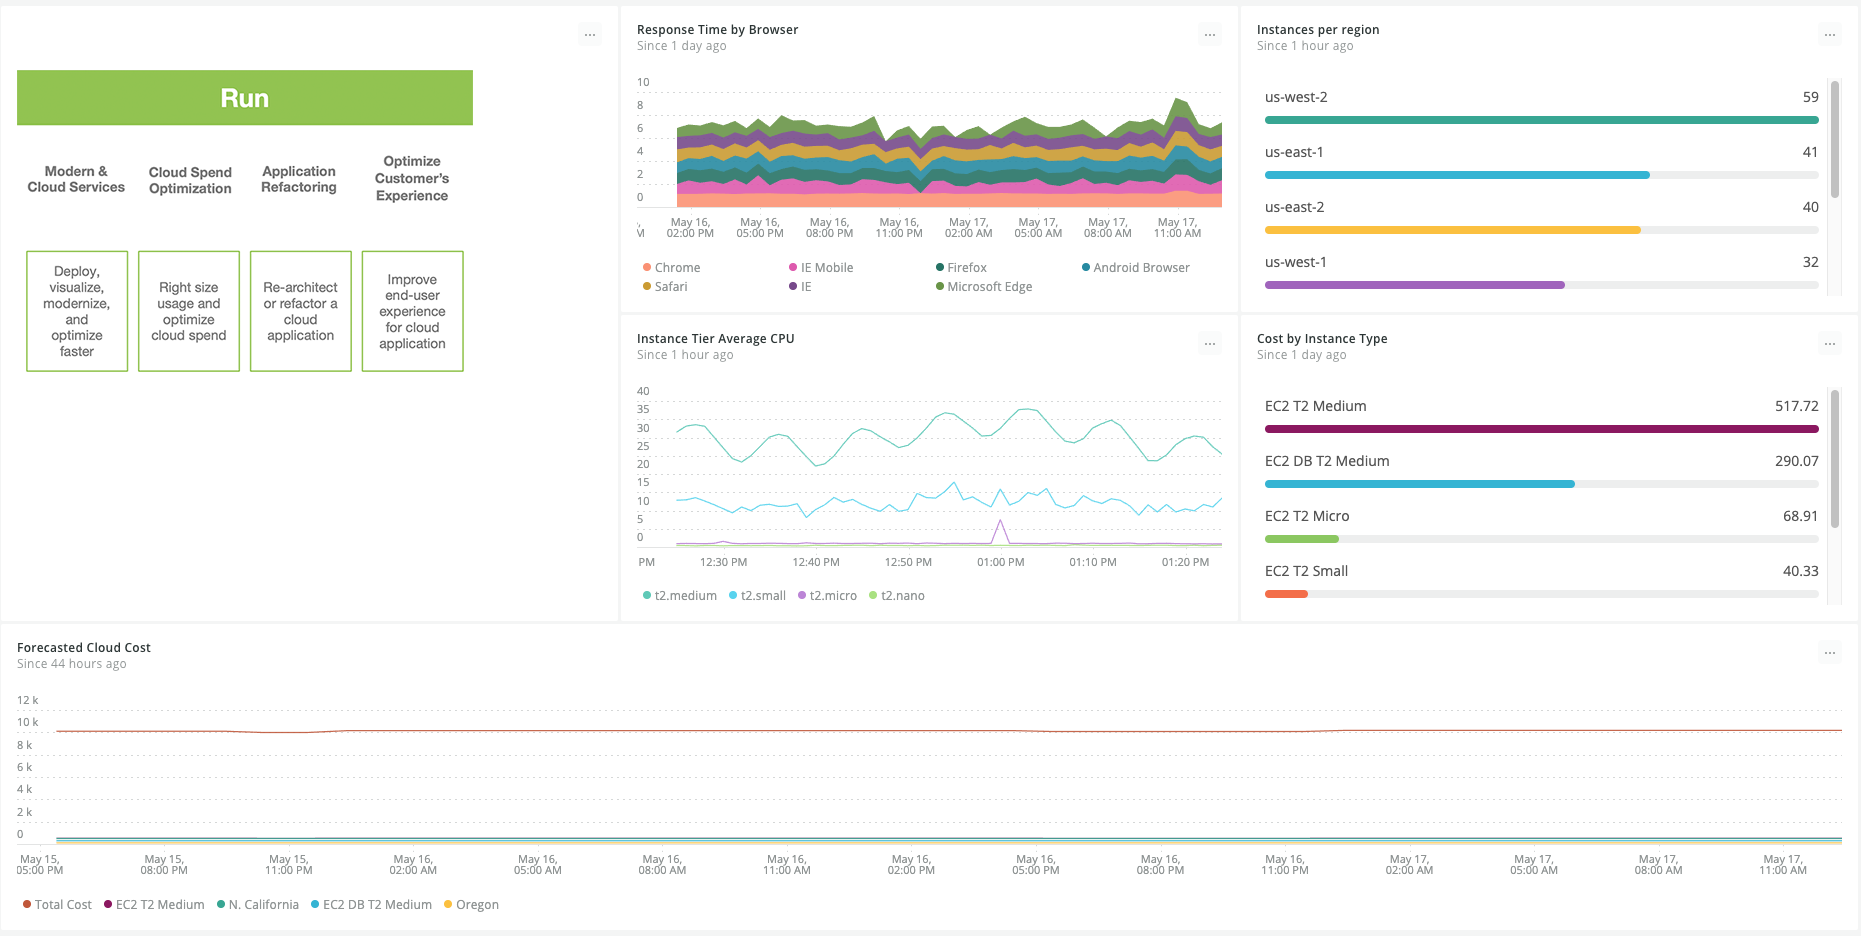 ...
Run
Modern &
Cloud Services
Cloud Spend
Optimization
Application
Refactoring
Optimize
Customer's
Experience
Deploy,
visualize,
modernize,
and
optimize
faster
Right size
usage and
optimize
cloud spend
Re-architect
or refactor a
cloud
application
Improve
end-user
experience
for cloud
application
Response Time by Browser
...
Since 1 day ago
10
8
6
4
2
0
May 16,
02:00 PM
May 16,
05:00 PM
May 16,
08:00 PM
May 16,
11:00 PM
May 17,
02:00 AM
May 17,
05:00 AM
May 17,
08:00 AM
May 17,
11:00 AM
Chrome
IE Mobile
Firefox
Android Browser
Safari
IE
Microsoft Edge
Instances per region
...
Since 1 hour ago
us-west-2 59
us-east-1 41
us-east-2 40
us-west-1 32
Instance Tier Average CPU
...
Since 1 hour ago
40
35
30
25
20
15
10
5
0
PM 12:30 PM 12:40 PM 12:50 PM 01:00 PM 01:10 PM 01:20 PM
t2.medium t2.small t2.micro t2.nano
Cost by Instance Type
...
Since 1 day ago
EC2 T2 Medium 517.72
EC2 DB T2 Medium 290.07
EC2 T2 Micro 68.91
EC2 T2 Small 40.33
Forecasted Cloud Cost
...
Since 44 hours ago
12 k
10 k
8 k
6 k
4 k
2 k
0
May 15,
05:00 PM
May 15,
08:00 PM
May 15,
11:00 PM
May 16,
02:00 AM
May 16,
05:00 AM
May 16,
08:00 AM
May 16,
11:00 AM
May 16,
02:00 PM
May 16,
05:00 PM
May 16,
08:00 PM
May 16,
11:00 PM
May 17,
02:00 AM
May 17,
05:00 AM
May 17,
08:00 AM
May 17,
11:00 AM
Total Cost EC2 T2 Medium N. California EC2 DB T2 Medium Oregon